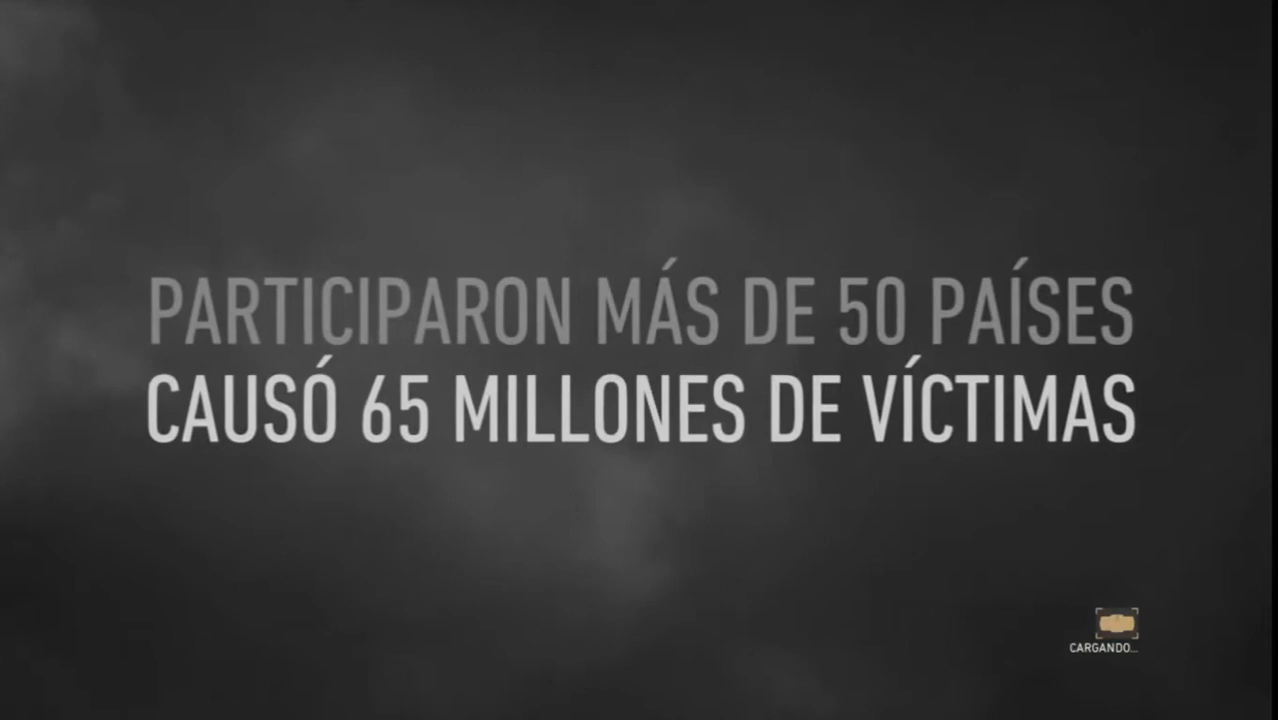 PARTICIPARON MÁS DE 50 PAÍSES
CAUSÓ 65 MILLONES DE VÍCTIMAS
CARGANDO...